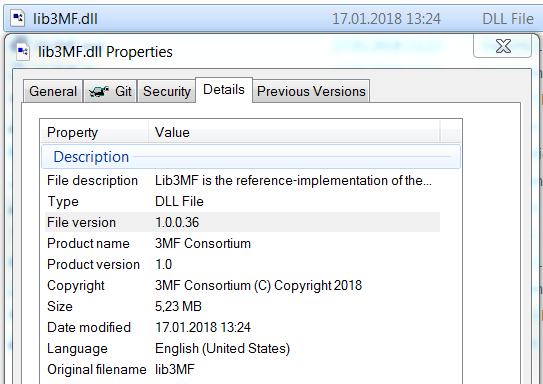 lib3MF.dll 17.01.2018 13:24 DLL File
lib3MF.dll Properties
General Git Security Details Previous Versions
Property Value
Description
File description Lib3MF is the reference-implementation of the...
Type DLL File
File version 1.0.0.36
Product name 3MF Consortium
Product version 1.0
Copyright 3MF Consortium (C) Copyright 2018
Size 5,23 MB
Date modified 17.01.2018 13:24
Language English (United States)
Original filename lib3MF